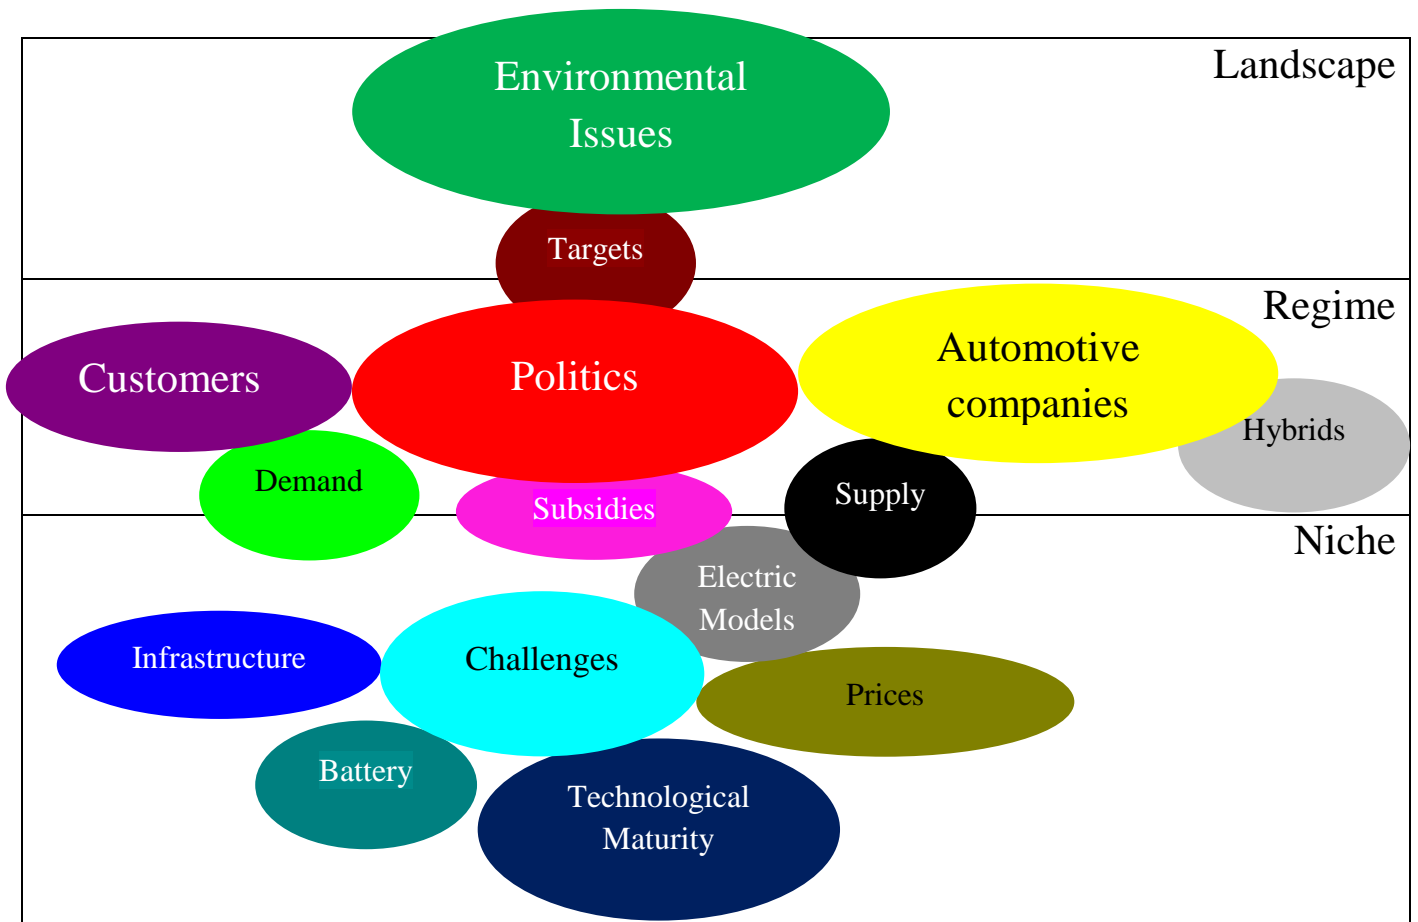 Landscape
Environmental
Issues
Targets
Regime
Customers
Politics
Automotive
companies
Hybrids
Demand
Subsidies
Supply
Niche
Electric
Models
Infrastructure
Challenges
Prices
Battery
Technological
Maturity